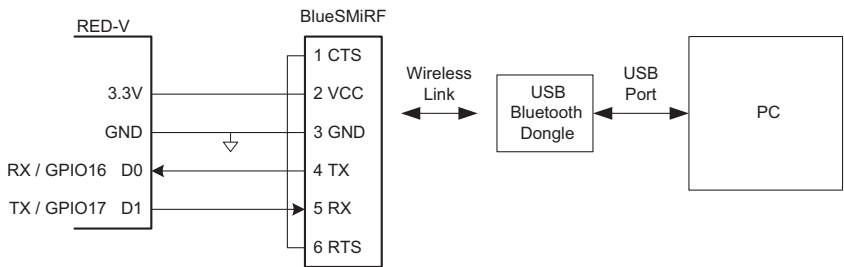 RED-V
BlueSMiRF
1 CTS
3.3V
2 VCC
GND
3 GND
RX / GPIO16 D0
4 TX
TX / GPIO17 D1
5 RX
6 RTS
Wireless
Link
USB
Bluetooth
Dongle
USB
Port
PC